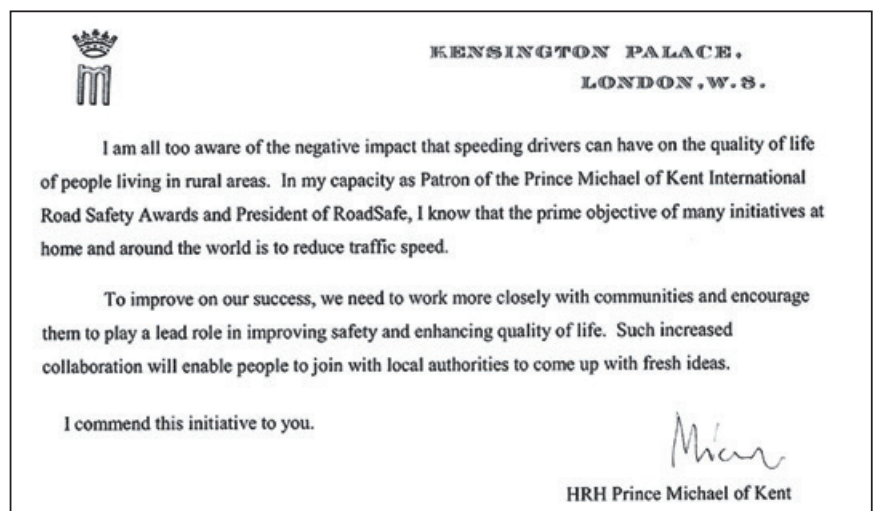 M
KENSINGTON PALACE.
LONDON,W.8.
I am all too aware of the negative impact that speeding drivers can have on the quality of life
of people living in rural areas. In my capacity as Patron of the Prince Michael of Kent International
Road Safety Awards and President of RoadSafe, I know that the prime objective of many initiatives at
home and around the world is to reduce traffic speed.
To improve on our success, we need to work more closely with communities and encourage
them to play a lead role in improving safety and enhancing quality of life. Such increased
collaboration will enable people to join with local authorities to come up with fresh ideas.
I commend this initiative to you.
HRH Prince Michael of Kent